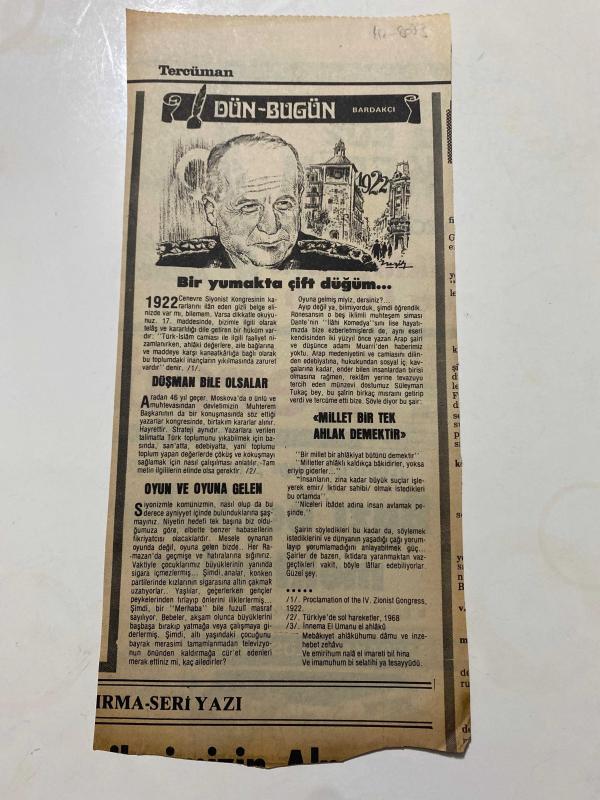 Tercüman
DÜN-BUGÜN BARDAKÇI
1922
Bir yumakta çift düğüm...
1922 Cenevre Siyonist Kongresinin ka-
rarlarını ilân eden gizli belge eli-
nizde var mı, bilemem. Varsa dikkatle okuyu-
nuz. 17. maddesinde, bizimle ilgili olarak
telâş ve kararlığı dile getiren bir hüküm var-
dır: "Türk-İslâm camiası ile ilgili faaliyet ni-
zamlanırken, ahlâki değerlere, aile bağlarına
ve maddeye karşı kanaatkârlığa bağlı olarak
bu toplumdaki inançların yıkılmasında zaruret
vardır" denir. /1/.
DÜŞMAN BİLE OLSALAR
Aradan 46 yıl geçer. Moskova'da o ünlü ve
muhtevasından devletimizin Muhterem
Başkanının da bir konuşmasında söz ettiği
yazarlar kongresinde, birtakım kararlar alınır.
Hayrettir. Strateji aynıdır. Yazarlara verilen
talimatta Türk toplumunu yıkabilmek için ba-
sında, san'atta, edebiyatta, yani toplumu
toplum yapan değerlerde çöküş ve kokuşmayı
sağlamak için nasıl çalışılması anlatılır. -Tam
metin ilgililerin elinde olsa gerektir. /2/.
OYUN VE OYUNA GELEN
Siyonizmle komünizmin, nasıl olup da bu
derece ayniyyet içinde bulunduklarına şaş-
mayınız. Niyetin hedefi tek başına biz oldu-
ğumuza göre, elbette benzer habasellerin
fikriyatçısı olacaklardır. Mesele oynanan
oyunda değil, oyuna gelen bizde.. Her Ra-
mazan'da geçmişe ve hatıralarına sığınırız.
Vaktiyle çocuklarımız büyüklerinin yanında
sigara içmezlermiş... Şimdi, analar, konken
partilerinde kızlarının sigarasına altın çakmak
uzatıyorlar.. Yaşlılar, geçerlerken gençler
peykelerinden fırlayıp önlerini iliklerlermiş...
Şimdi, bir "Merhaba" bile fuzulî masraf
sayılıyor. Bebeler, akşam olunca büyüklerini
başbaşa bırakıp yatmağa veya çalışmaya gi-
derlermiş. Şimdi, altı yaşındaki çocuğunu
bayrak merasimi tamamlanmadan televizyo-
nun önünden kaldırmağa cür'et edenleri
merak ettiniz mi, kaç ailedirler?
Oyuna gelmiş miyiz, dersiniz?...
Ayıp değil ya, bilmiyorduk, şimdi öğrendik.
Rönesansın o beş iklimli muhteşem siması
Dante'nin "İlâhi Komedya"sını lise hayatı-
mızda bize ezberletmişlerdi de, aynı eseri
kendisinden iki yüzyıl önce yazan Arap şairi
ve düşünce adamı Muarri'den haberimiz
yoktu. Arap medeniyetini ve camiasını dilin-
den edebiyatına, hukukundan sosyal iç kav-
galarına kadar, ender bilen insanlardan birisi
olmasına rağmen, reklâm yerine tevazuyu
tercih eden münzevi dostumuz Süleyman
Tukaç bey, bu şairin birkaç mısraını getirip
verdi ve tercüme etti bize. Şöyle diyor bu şair:
«MİLLET BİR TEK
AHLAK DEMEKTİR»
"Bir millet bir ahlâkiyat bütünü demektir"
"Milletler ahlâklı kaldıkça bâkidirler, yoksa
eriyip giderler..."
"İnsanların, zina kadar büyük suçlar işle-
yerek emir/ iktidar sahibi/ olmak istedikleri
bu ortamda"
"Niceleri ibâdet adına insan avlamak pe-
şinde."
Şairin söyledikleri bu kadar da, söylemek
istediklerini ve dünyanın yaşadığı çağı yorum-
layıp yorumlamadığını anlayabilmek güç...
Şairler de bazen, iktidara yaranmaktan vaz-
geçtikleri vakit, böyle lâflar edebiliyorlar.
Güzel şey.
• • • • •
/1/. Proclamation of the IV. Zionist Gongress,
1922.
/2/. Türkiye'de sol hareketler, 1968
/3/. İnnema El Umanu el ahlâkû
Mebâkiyet ahlâkühumu dâmu ve inze-
hebet zehâvu
Ve emirihum nalâ el imareti bil hina
Ve imamuhum bi selatihi ya tesayyüdü.
IRMA-SERİ YAZI